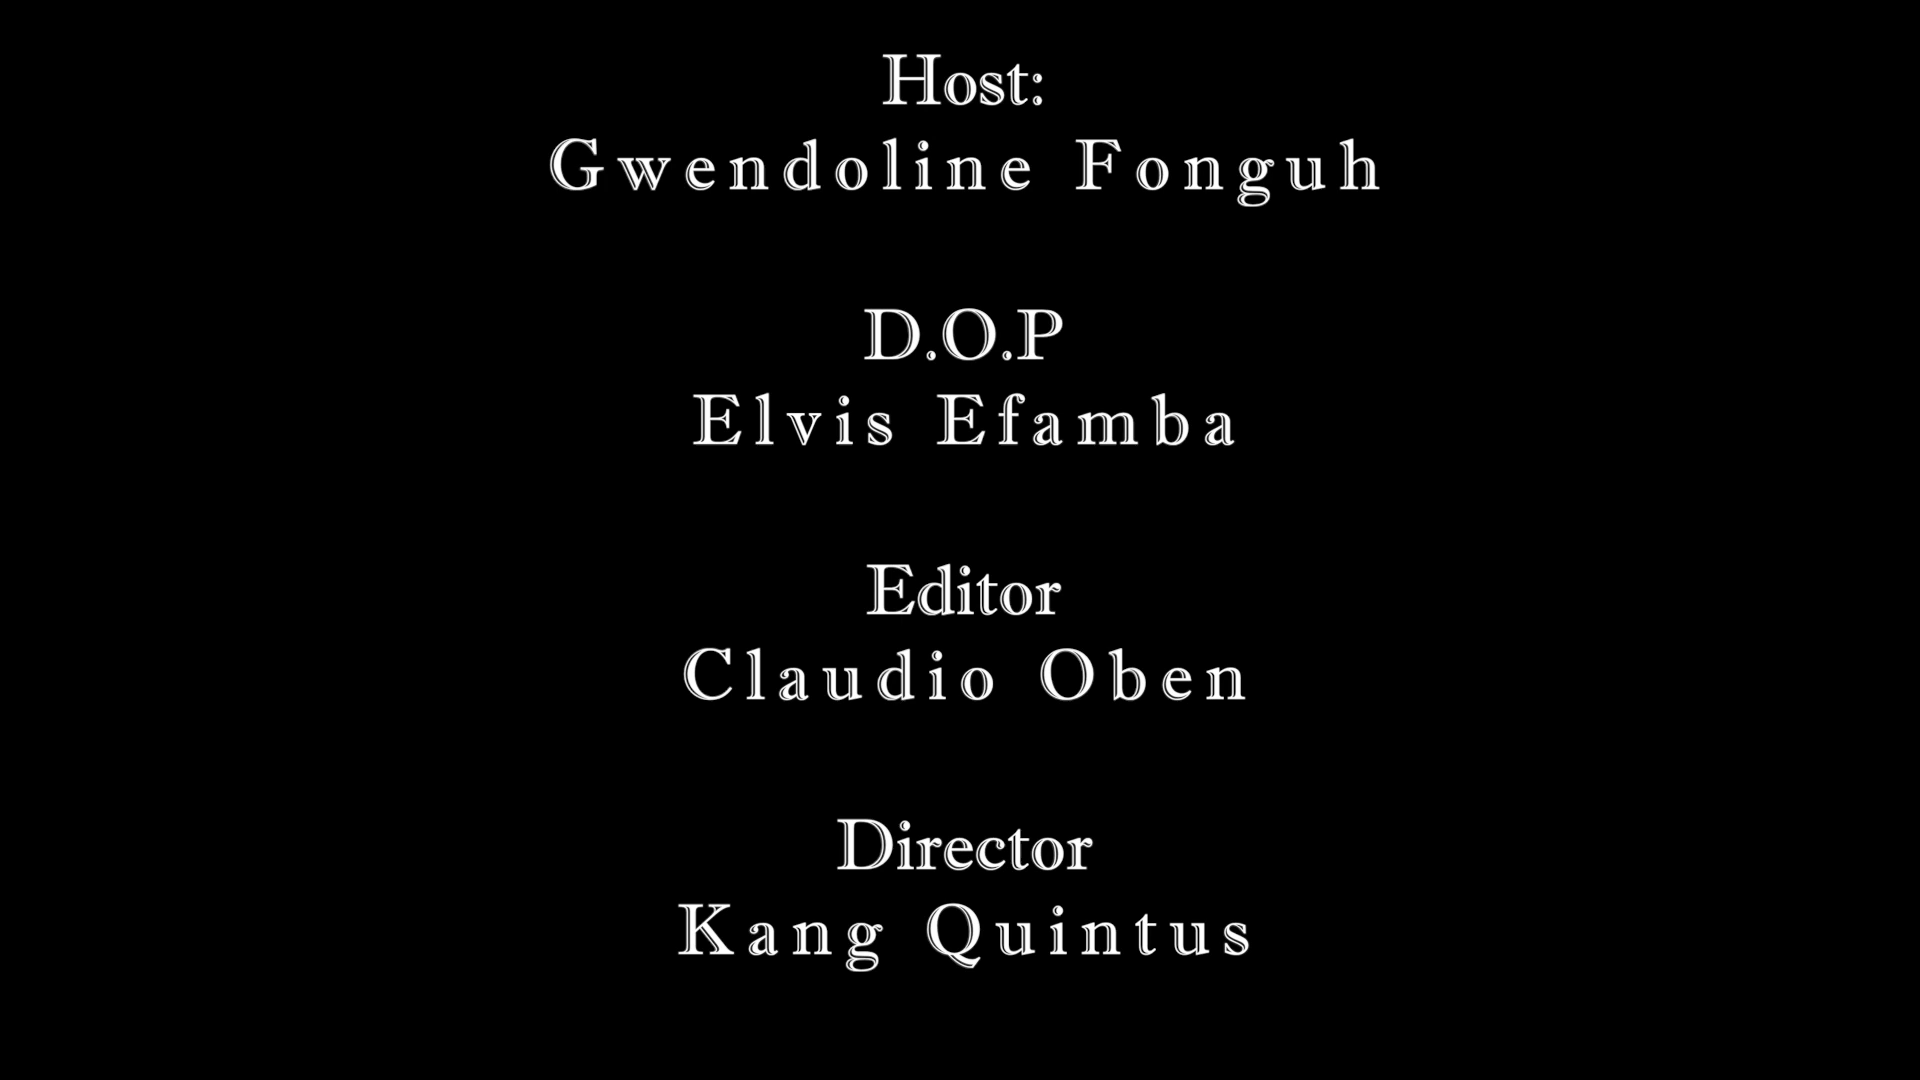 Host:
Gwendoline Fonguh
D.O.P
Elvis Efamba
Editor
Claudio Oben
Director
Kang Quintus